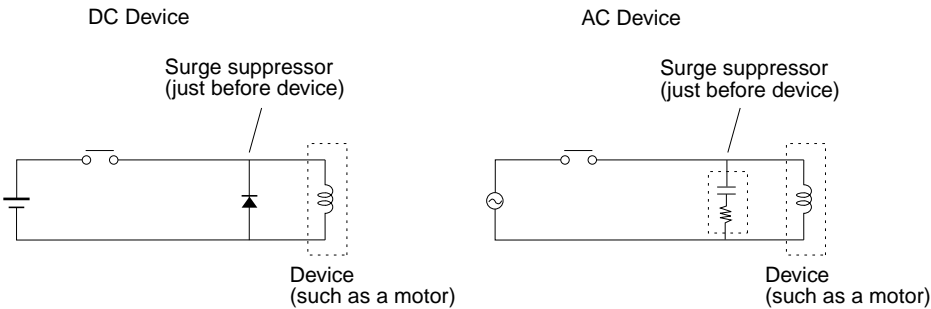 DC Device
Surge suppressor
(just before device)
Device
(such as a motor)
AC Device
Surge suppressor
(just before device)
Device
(such as a motor)